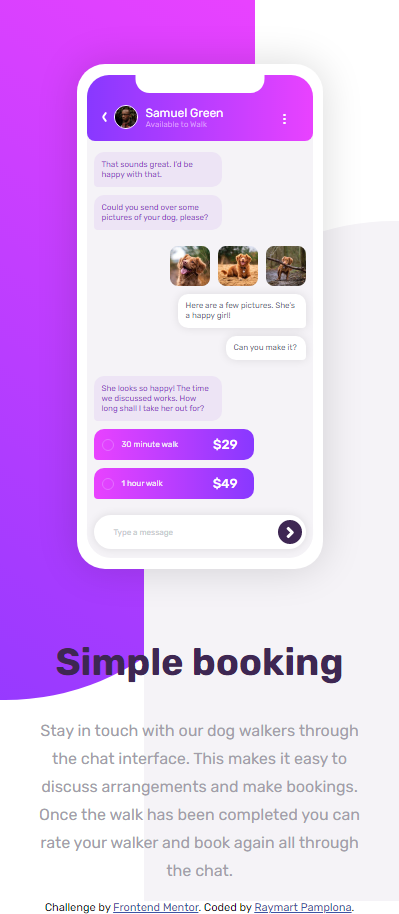 Samuel Green
Available to Walk
That sounds great. I'd be
happy with that.
Could you send over some
pictures of your dog, please?
Here are a few pictures. She's
a happy girl!
Can you make it?
She looks so happy! The time
we discussed works. How
long shall I take her out for?
30 minute walk $29
1 hour walk $49
Type a message
Simple booking
Stay in touch with our dog walkers through
the chat interface. This makes it easy to
discuss arrangements and make bookings.
Once the walk has been completed you can
rate your walker and book again all through
the chat.
Challenge by Frontend Mentor. Coded by Raymart Pamplona.